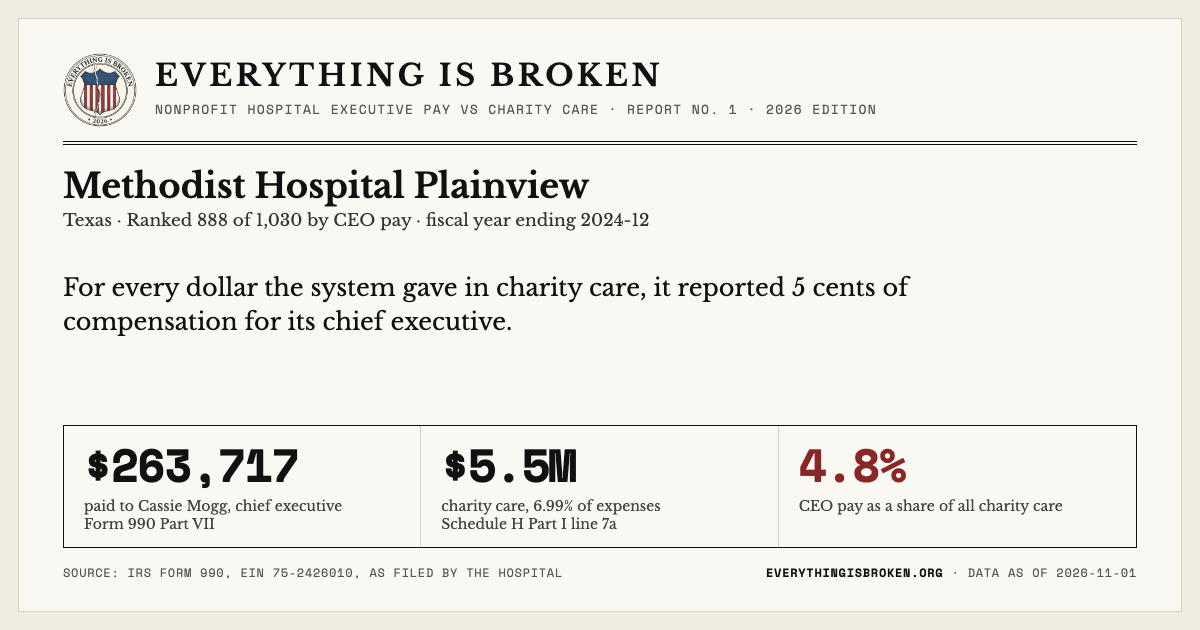 EVERYTHING IS BROKEN
· 2026 ·
EVERYTHING IS BROKEN
NONPROFIT HOSPITAL EXECUTIVE PAY VS CHARITY CARE · REPORT NO. 1 · 2026 EDITION
Methodist Hospital Plainview
Texas · Ranked 888 of 1,030 by CEO pay · fiscal year ending 2024-12
For every dollar the system gave in charity care, it reported 5 cents of
compensation for its chief executive.
$263,717
paid to Cassie Mogg, chief executive
Form 990 Part VII
$5.5M
charity care, 6.99% of expenses
Schedule H Part I line 7a
4.8%
CEO pay as a share of all charity care
SOURCE: IRS FORM 990, EIN 75-2426010, AS FILED BY THE HOSPITAL
EVERYTHINGISBROKEN.ORG · DATA AS OF 2026-11-01